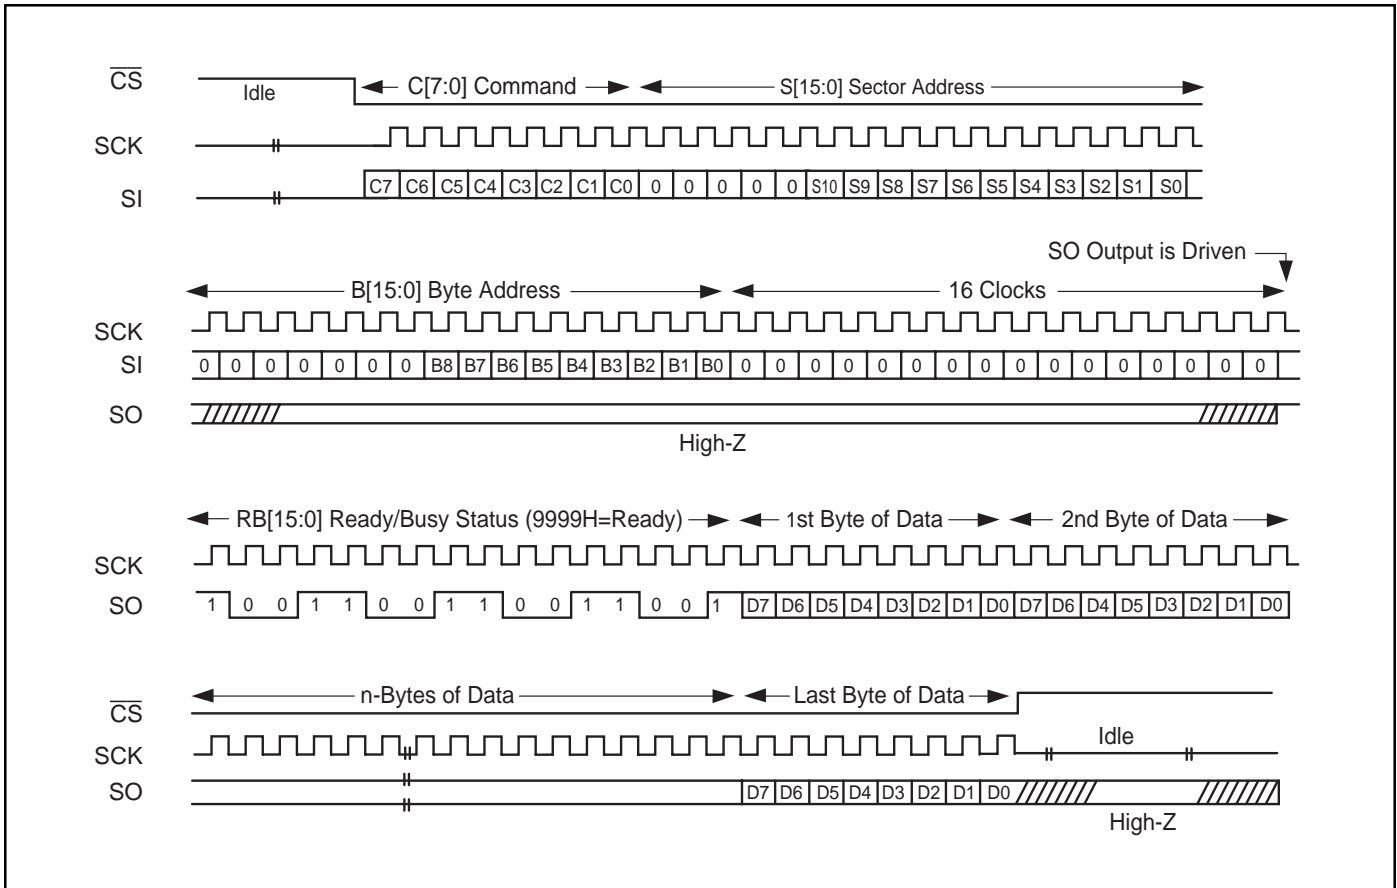 CS Idle C[7:0] Command S[15:0] Sector Address
SCK
SI C7 C6 C5 C4 C3 C2 C1 C0 0 0 0 0 0 S10 S9 S8 S7 S6 S5 S4 S3 S2 S1 S0
SO Output is Driven
B[15:0] Byte Address 16 Clocks
SCK
SI 0 0 0 0 0 0 0 B8 B7 B6 B5 B4 B3 B2 B1 B0 0 0 0 0 0 0 0 0 0 0 0 0 0 0 0 0
SO
High-Z
RB[15:0] Ready/Busy Status (9999H=Ready) 1st Byte of Data 2nd Byte of Data
SCK
SO 1 0 0 1 1 0 0 1 1 0 0 1 1 0 0 1 D7 D6 D5 D4 D3 D2 D1 D0 D7 D6 D4 D5 D3 D2 D1 D0
n-Bytes of Data Last Byte of Data
CS
SCK Idle
SO D7 D6 D5 D4 D3 D2 D1 D0
High-Z